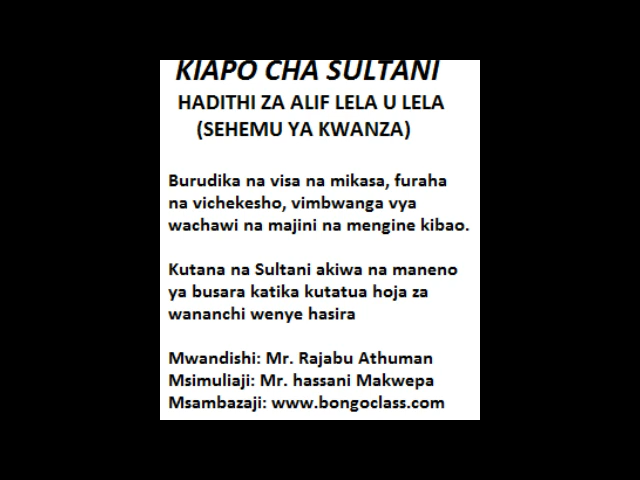 KIAPO CHA SULTANI
HADITHI ZA ALIF LELA U LELA
(SEHEMU YA KWANZA)
Burudika na visa na mikasa, furaha
na vichekesho, vimbwanga vya
wachawi na majini na mengine kibao.
Kutana na Sultani akiwa na maneno
ya busara katika kutatua hoja za
wananchi wenye hasira
Mwandishi: Mr. Rajabu Athuman
Msimuliaji: Mr. hassani Makwepa
Msambazaji: www.bongoclass.com